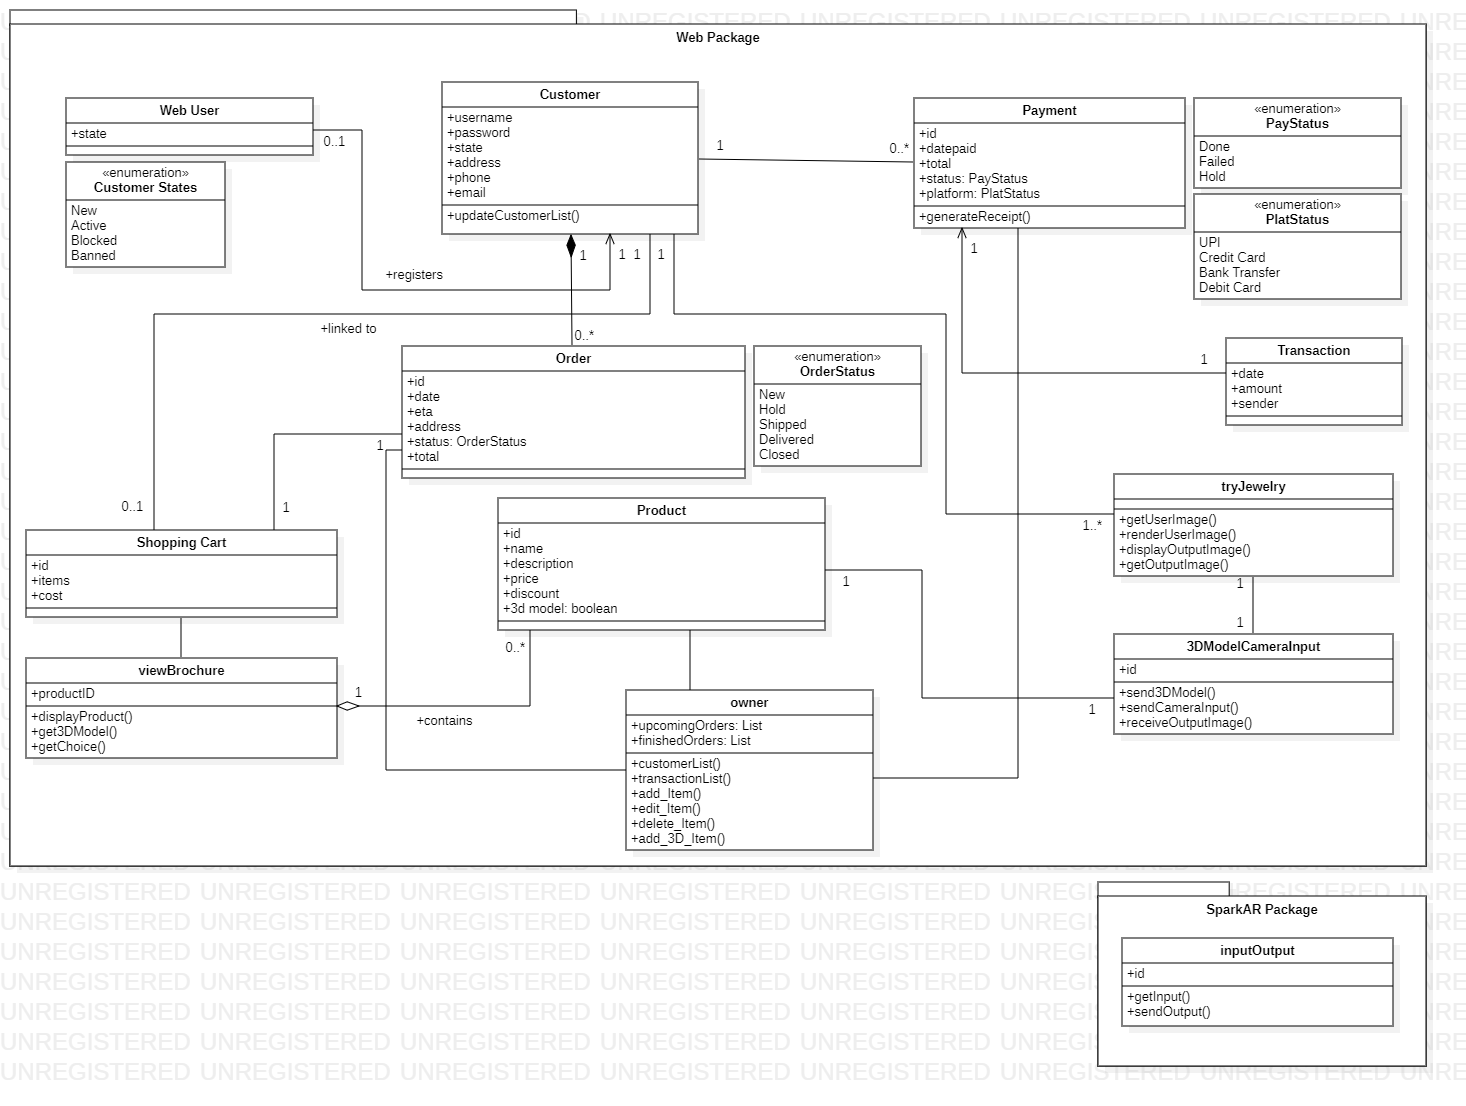 Web Package
Web User
+state
0..1
«enumeration»
Customer States
New
Active
Blocked
Banned
+registers
Customer
+username
+password
+state
+address
+phone
+email
+updateCustomerList()
1
0..*
Payment
+id
+datepaid
+total
+status: PayStatus
+platform: PlatStatus
+generateReceipt()
«enumeration»
PayStatus
Done
Failed
Hold
«enumeration»
PlatStatus
UPI
Credit Card
Bank Transfer
Debit Card
1
1
1
1
1
+linked to
0..*
Order
+id
+date
+eta
+address
+status: OrderStatus
+total
«enumeration»
OrderStatus
New
Hold
Shipped
Delivered
Closed
1
Transaction
+date
+amount
+sender
1
0..1
1
Shopping Cart
+id
+items
+cost
Product
+id
+name
+description
+price
+discount
+3d model: boolean
1
0..*
1..*
tryJewelry
+getUserImage()
+renderUserImage()
+displayOutputImage()
+getOutputImage()
1
1
3DModelCameraInput
+id
+send3DModel()
+sendCameraInput()
+receiveOutputImage()
1
viewBrochure
+productID
+displayProduct()
+get3DModel()
+getChoice()
1
+contains
owner
+upcomingOrders: List
+finishedOrders: List
+customerList()
+transactionList()
+add_Item()
+edit_Item()
+delete_Item()
+add_3D_Item()
UNREGISTERED UNREGISTERED UNREGISTERED UNREGISTERED UNREGISTERED
SparkAR Package
inputOutput
+id
+getInput()
+sendOutput()